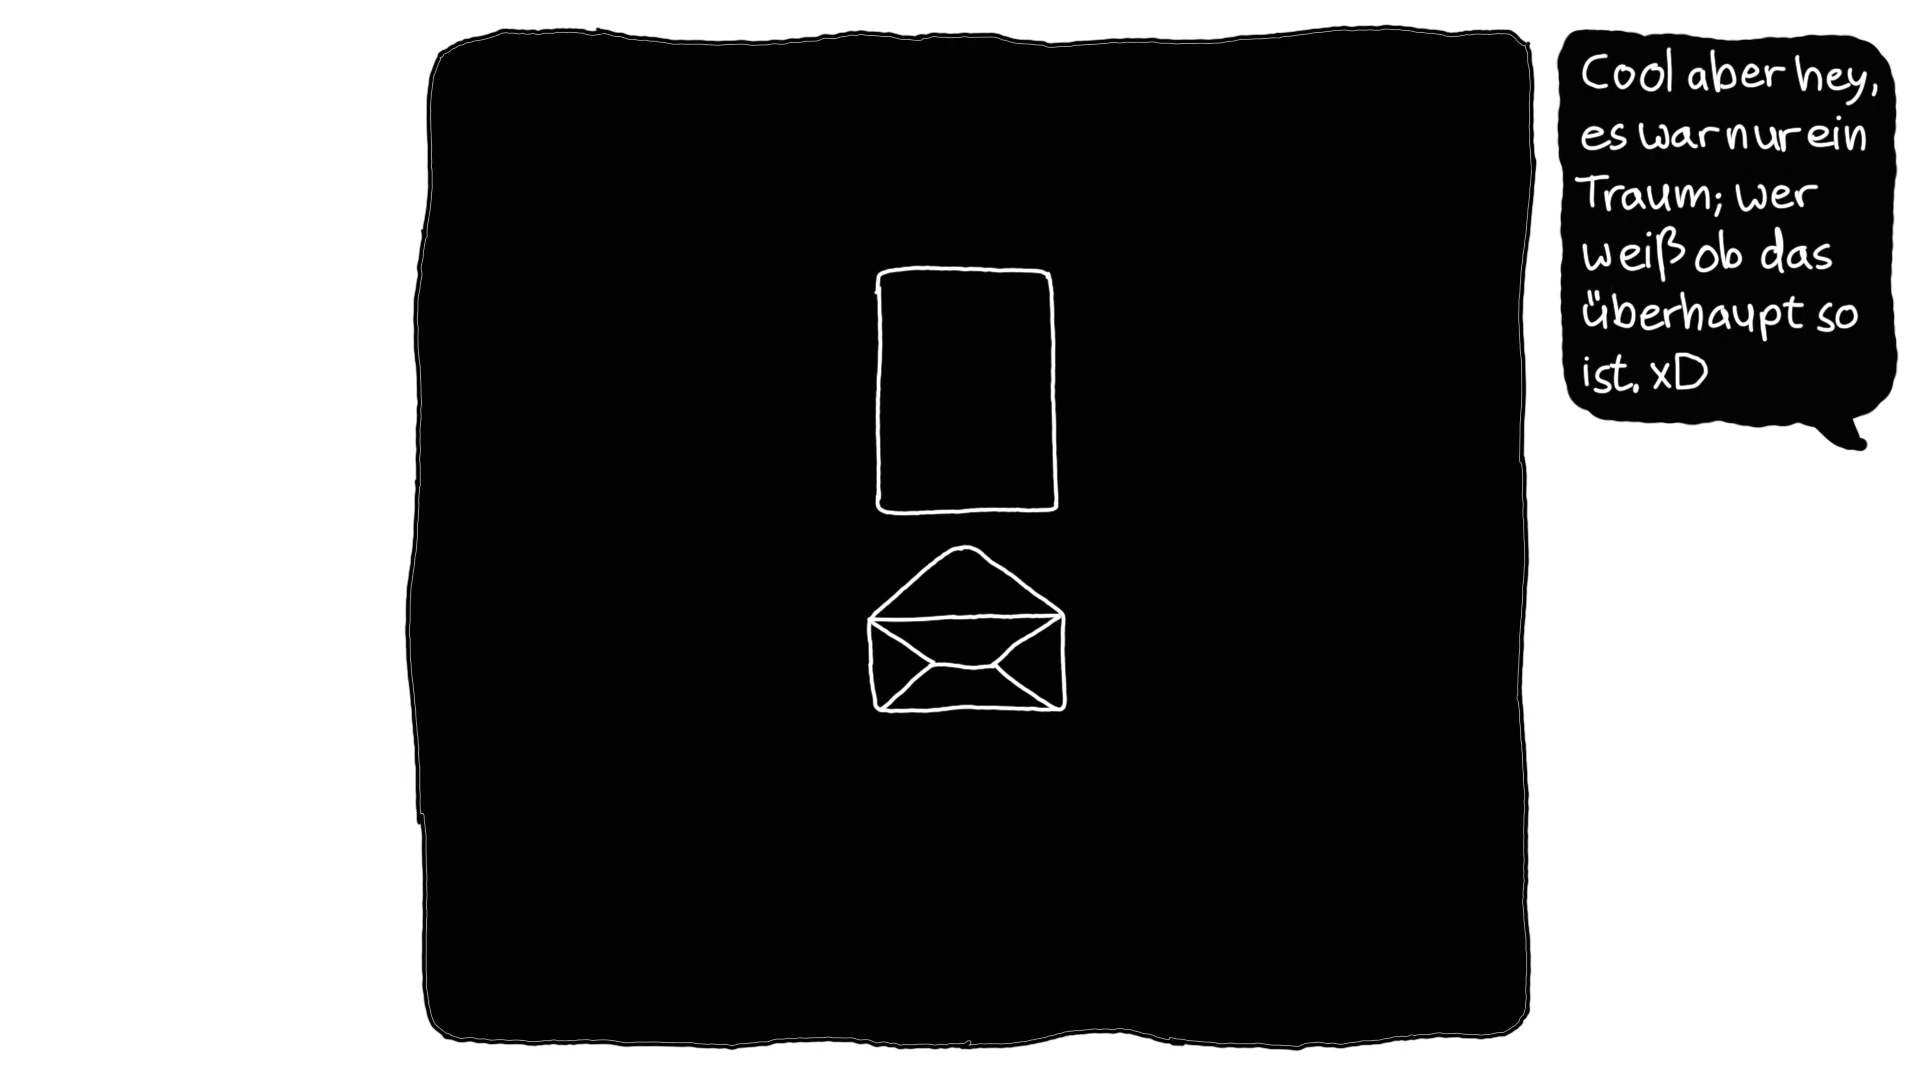 Cool aber hey,
es war nur ein
Traum; wer
weiß ob das
überhaupt so
ist. xD